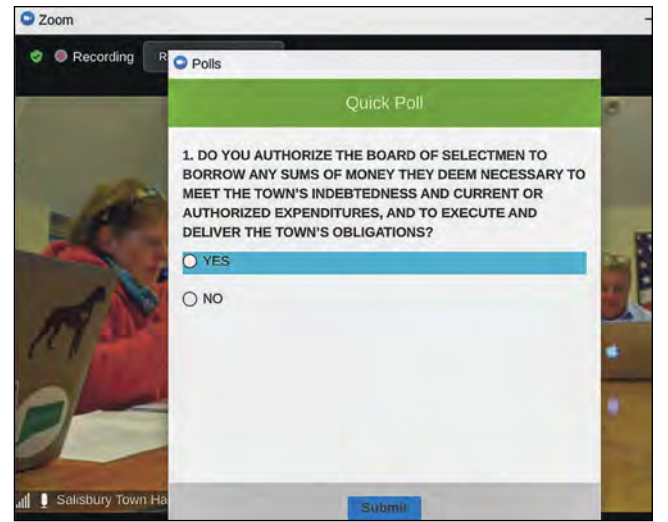 Zoom
Recording
R
Polls
Quick Poll
1. DO YOU AUTHORIZE THE BOARD OF SELECTMEN TO
BORROW ANY SUMS OF MONEY THEY DEEM NECESSARY TO
MEET THE TOWN'S INDEBTEDNESS AND CURRENT OR
AUTHORIZED EXPENDITURES, AND TO EXECUTE AND
DELIVER THE TOWN'S OBLIGATIONS?
YES
NO
Salisbury Town Ha
Submit